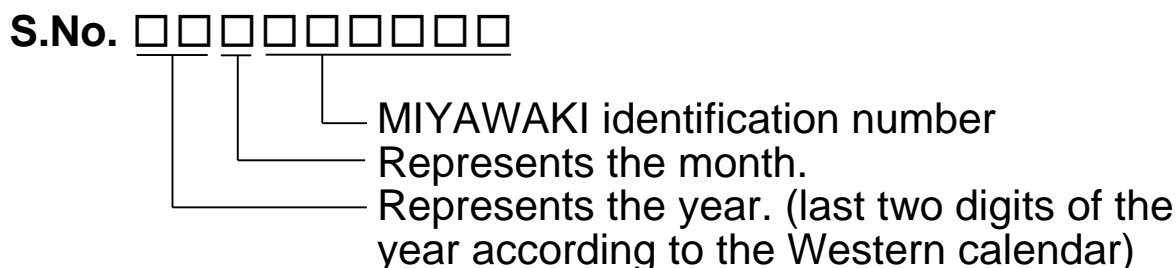 S.No. □□□□□□□□□
MIYAWAKI identification number
Represents the month.
Represents the year. (last two digits of the
year according to the Western calendar)